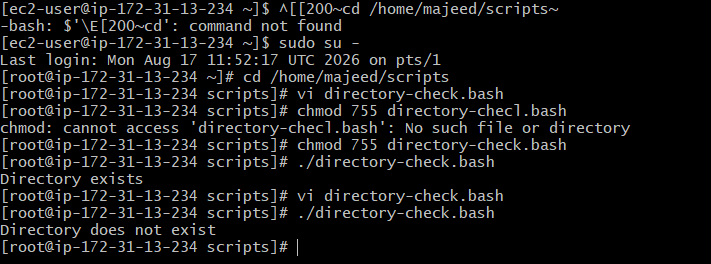 [ec2-user@ip-172-31-13-234 ~]$ ^[[200~cd /home/majeed/scripts~
-bash: $'\E[200~cd': command not found
[ec2-user@ip-172-31-13-234 ~]$ sudo su -
Last login: Mon Aug 17 11:52:17 UTC 2026 on pts/1
[root@ip-172-31-13-234 ~]# cd /home/majeed/scripts
[root@ip-172-31-13-234 scripts]# vi directory-check.bash
[root@ip-172-31-13-234 scripts]# chmod 755 directory-checl.bash
chmod: cannot access 'directory-checl.bash': No such file or directory
[root@ip-172-31-13-234 scripts]# chmod 755 directory-check.bash
[root@ip-172-31-13-234 scripts]# ./directory-check.bash
Directory exists
[root@ip-172-31-13-234 scripts]# vi directory-check.bash
[root@ip-172-31-13-234 scripts]# ./directory-check.bash
Directory does not exist
[root@ip-172-31-13-234 scripts]#